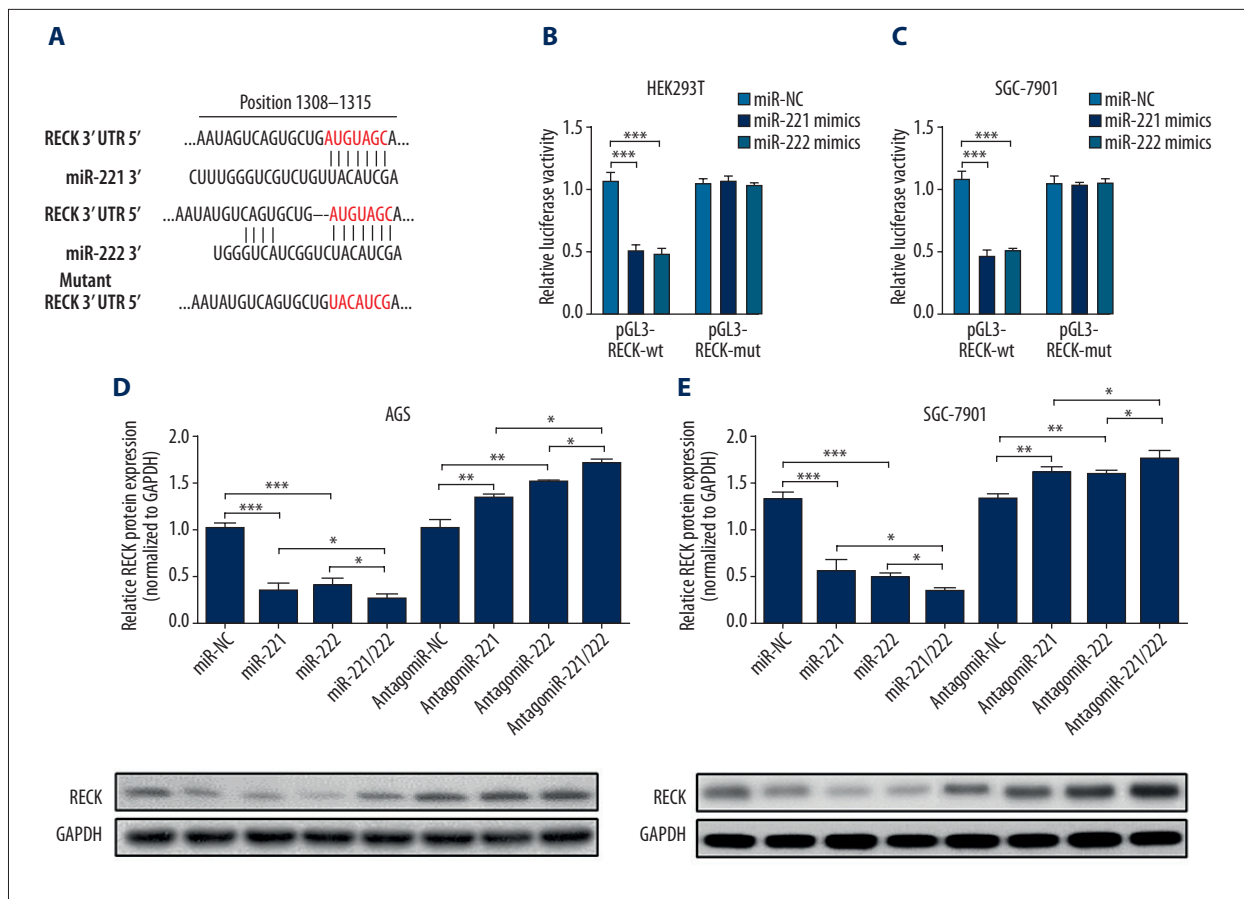 A
Position 1308–1315
RECK 3′ UTR 5′ ...AAUAGUCAGUGCUGAUGUAGCA...
miR-221 3′ CUUUGGGUCGUCUGUUACAUCGA
RECK 3′ UTR 5′ ...AAUAUGUCAGUGCUG–-AUGUAGCA...
miR-222 3′ UGGGUCAUCGGUCUACAUCGA
Mutant
RECK 3′ UTR 5′ ...AAUAUGUCAGUGCUGUACAUCGA...
B
HEK293T
miR-NC
miR-221 mimics
miR-222 mimics
Relative luciferase vactivity
1.5
1.0
0.5
0.0
***
***
pGL3-
RECK-wt
pGL3-
RECK-mut
C
SGC-7901
miR-NC
miR-221 mimics
miR-222 mimics
Relative luciferase vactivity
1.5
1.0
0.5
0.0
***
***
pGL3-
RECK-wt
pGL3-
RECK-mut
D
AGS
Relatice RECK protein expression
(normalized to GAPDH)
2.0
1.5
1.0
0.5
0.0
***
***
*
*
**
**
*
*
miR-NC
miR-221
miR-222
miR-221/222
AntagomiR-NC
AntagomiR-221
AntagomiR-222
AntagomiR-221/222
RECK
GAPDH
E
SGC-7901
Relatice RECK protein expression
(normalized to GAPDH)
2.0
1.5
1.0
0.5
0.0
***
***
*
*
**
**
*
*
miR-NC
miR-221
miR-222
miR-221/222
AntagomiR-NC
AntagomiR-221
AntagomiR-222
AntagomiR-221/222
RECK
GAPDH